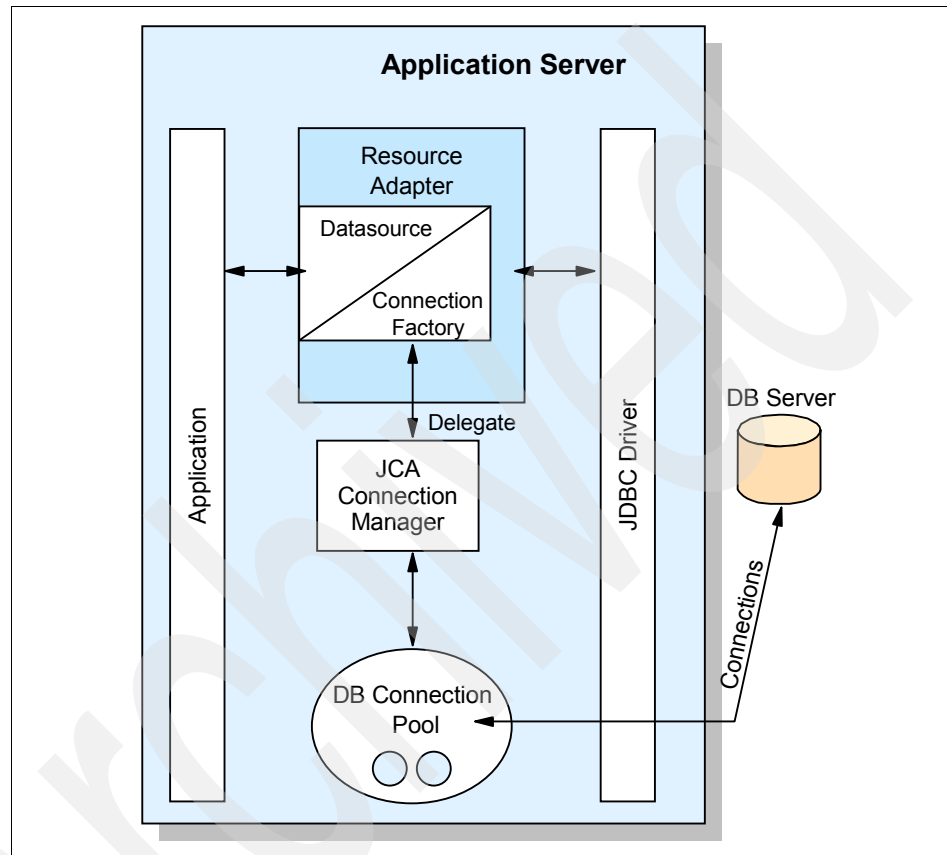 Application Server
Resource
Adapter
Datasource
Connection
Factory
Delegate
Application
JCA
Connection
Manager
JDBC Driver
DB Server
Connections
DB Connection
Pool
rchived